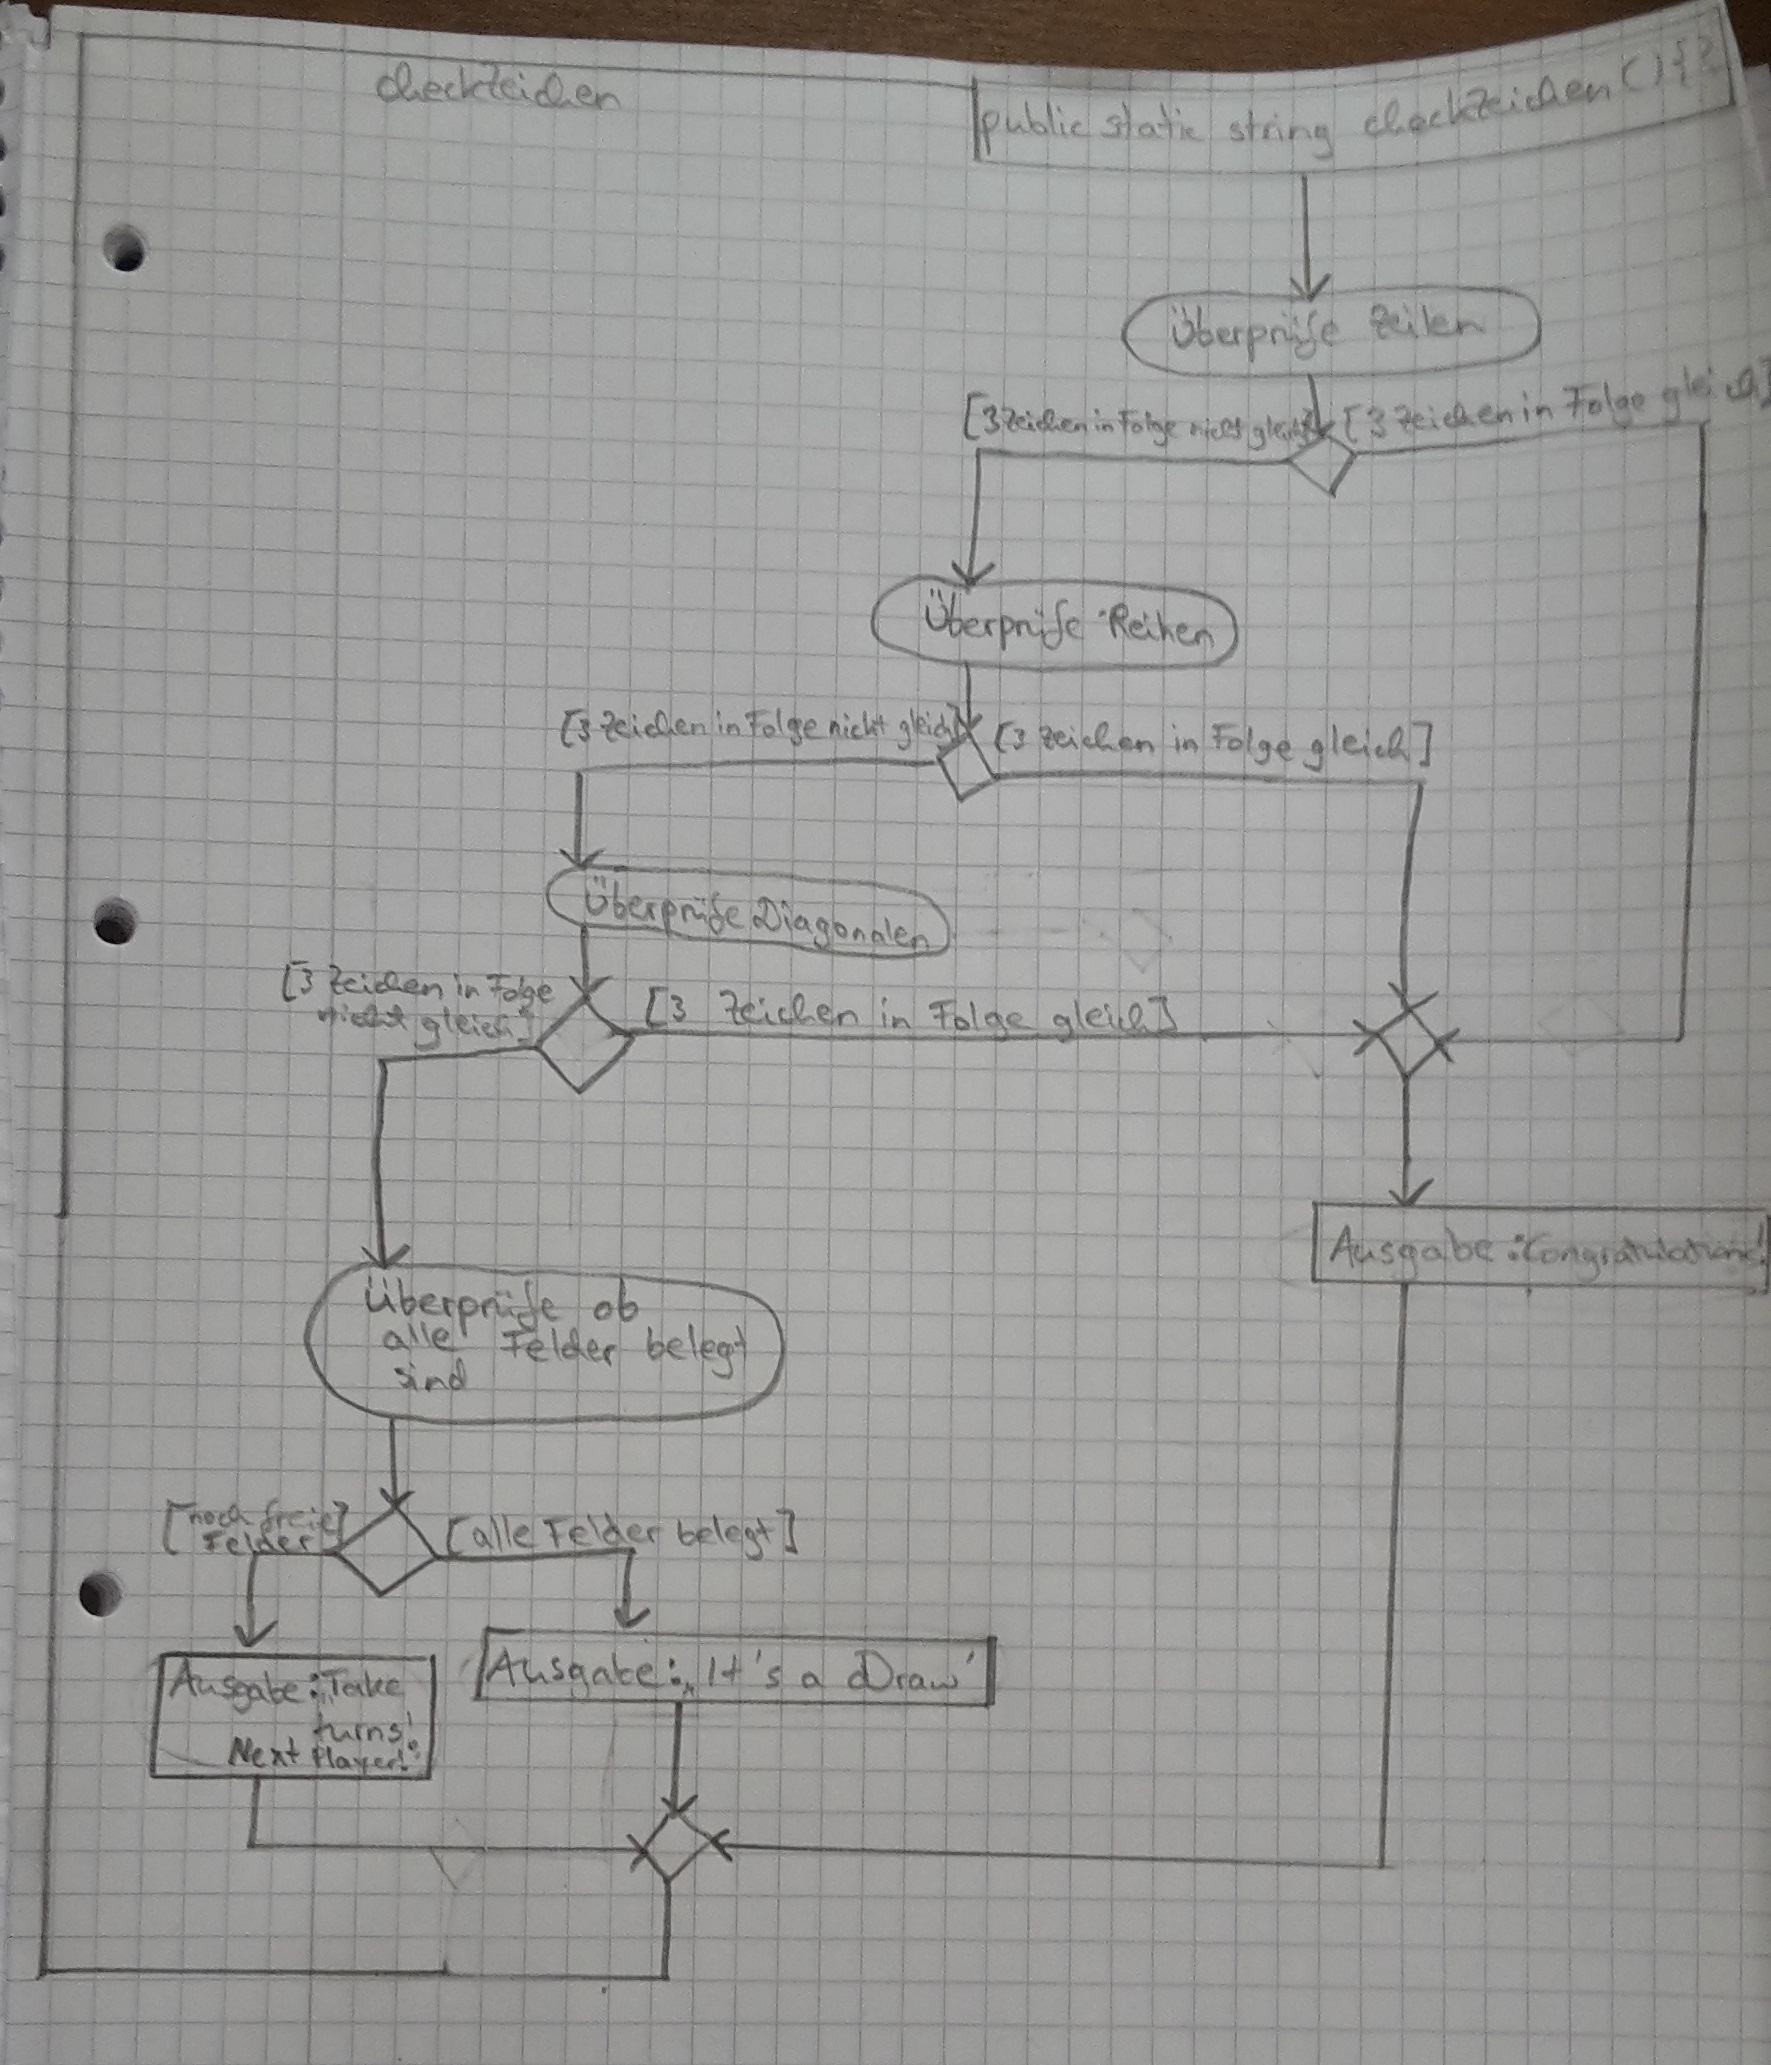 checkZeichen
public static string checkZeichen(){}
Überprüfe Zeilen
[3 Zeichen in Folge nicht gleich]
[3 Zeichen in Folge gleich]
Überprüfe Reihen
[3 Zeichen in Folge nicht gleich]
[3 Zeichen in Folge gleich]
Überprüfe Diagonalen
[3 Zeichen in Folge
nicht gleich]
[3 Zeichen in Folge gleich]
Ausgabe: Congratulations!
Überprüfe ob
alle Felder belegt
sind
[noch freie]
Felder
[alle Felder belegt]
Ausgabe: „It's a Draw'
Ausgabe: „Take
turns!
Next Player!"